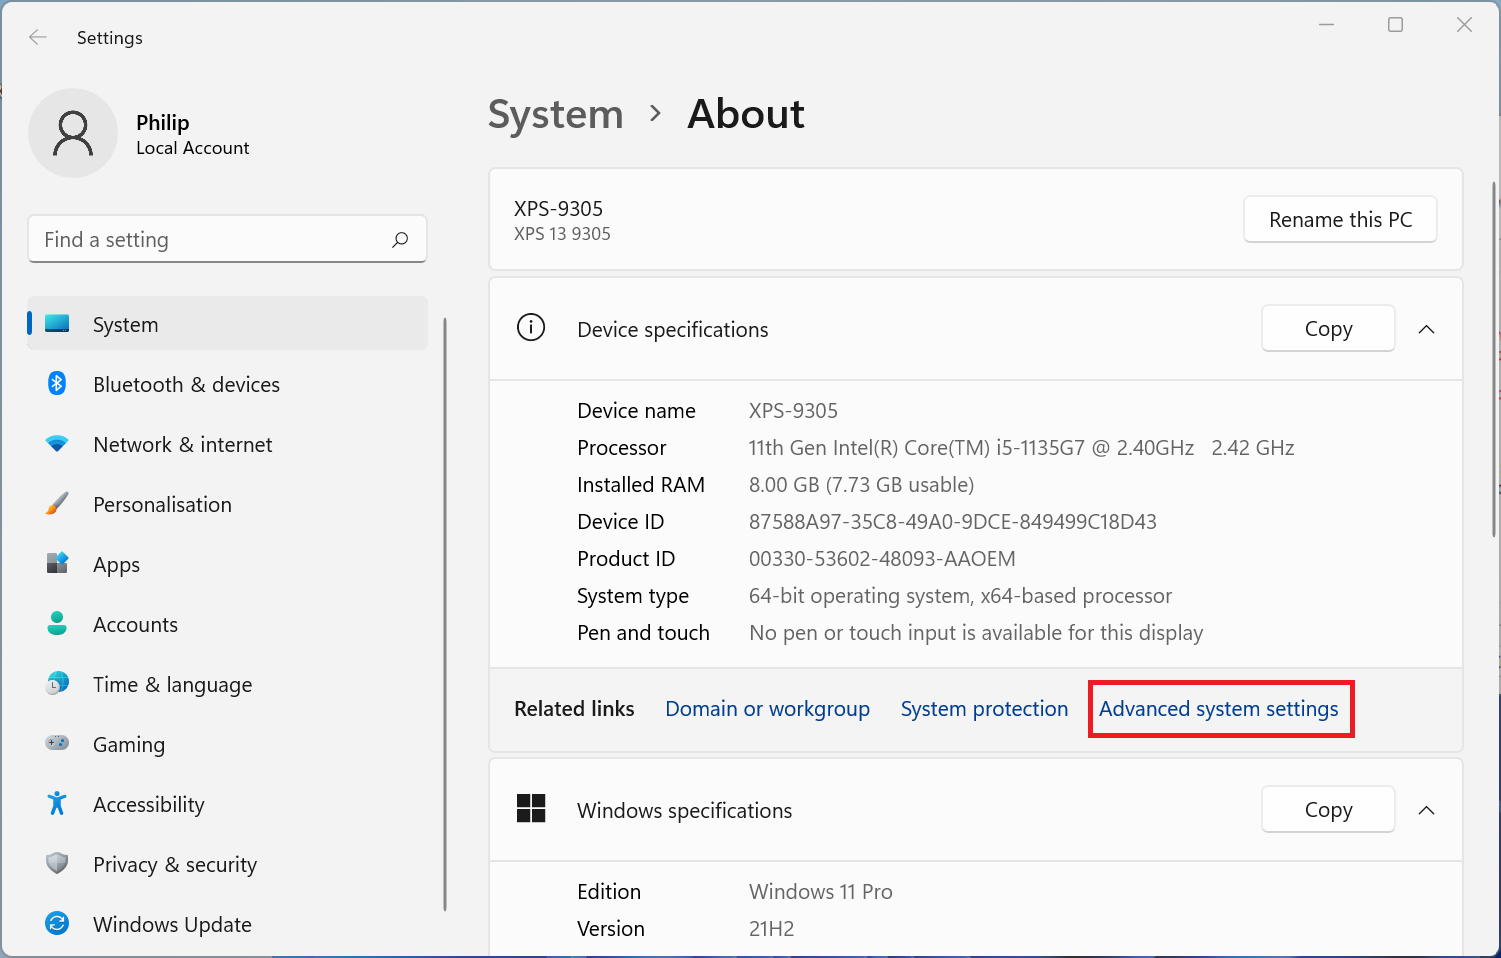 Settings
Philip
Local Account
Find a setting
System
Bluetooth & devices
Network & internet
Personalisation
Apps
Accounts
Time & language
Gaming
Accessibility
Privacy & security
Windows Update
System > About
XPS-9305
XPS 13 9305
Rename this PC
Device specifications
Copy
Device name XPS-9305
Processor 11th Gen Intel(R) Core(TM) i5-1135G7 @ 2.40GHz 2.42 GHz
Installed RAM 8.00 GB (7.73 GB usable)
Device ID 87588A97-35C8-49A0-9DCE-849499C18D43
Product ID 00330-53602-48093-AAOEM
System type 64-bit operating system, x64-based processor
Pen and touch No pen or touch input is available for this display
Related links Domain or workgroup System protection Advanced system settings
Windows specifications
Copy
Edition Windows 11 Pro
Version 21H2